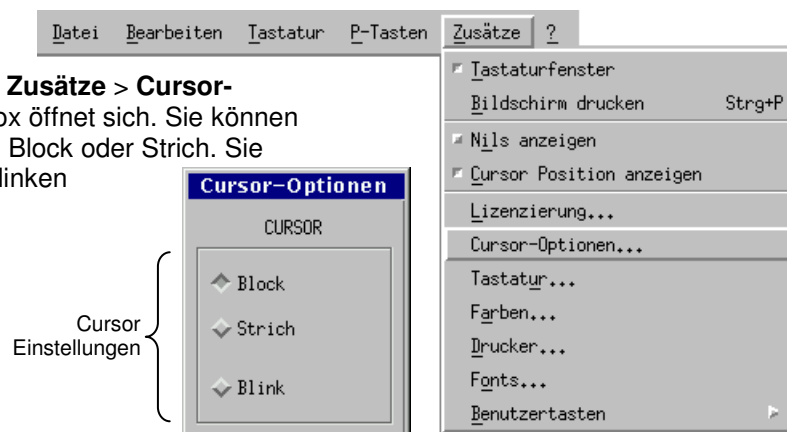 Datei Bearbeiten Tastatur P-Tasten Zusätze ?
Zusätze > Cursor-
öffnet sich. Sie können
Block oder Strich. Sie
Cursor-Optionen
CURSOR
Block
Strich
Blink
Cursor
Einstellungen
Tastaturfenster
Bildschirm drucken Strg+P
Nils anzeigen
Cursor Position anzeigen
Lizenzierung...
Cursor-Optionen...
Tastatur...
Farben...
Drucker...
Fonts...
Benutzertasten